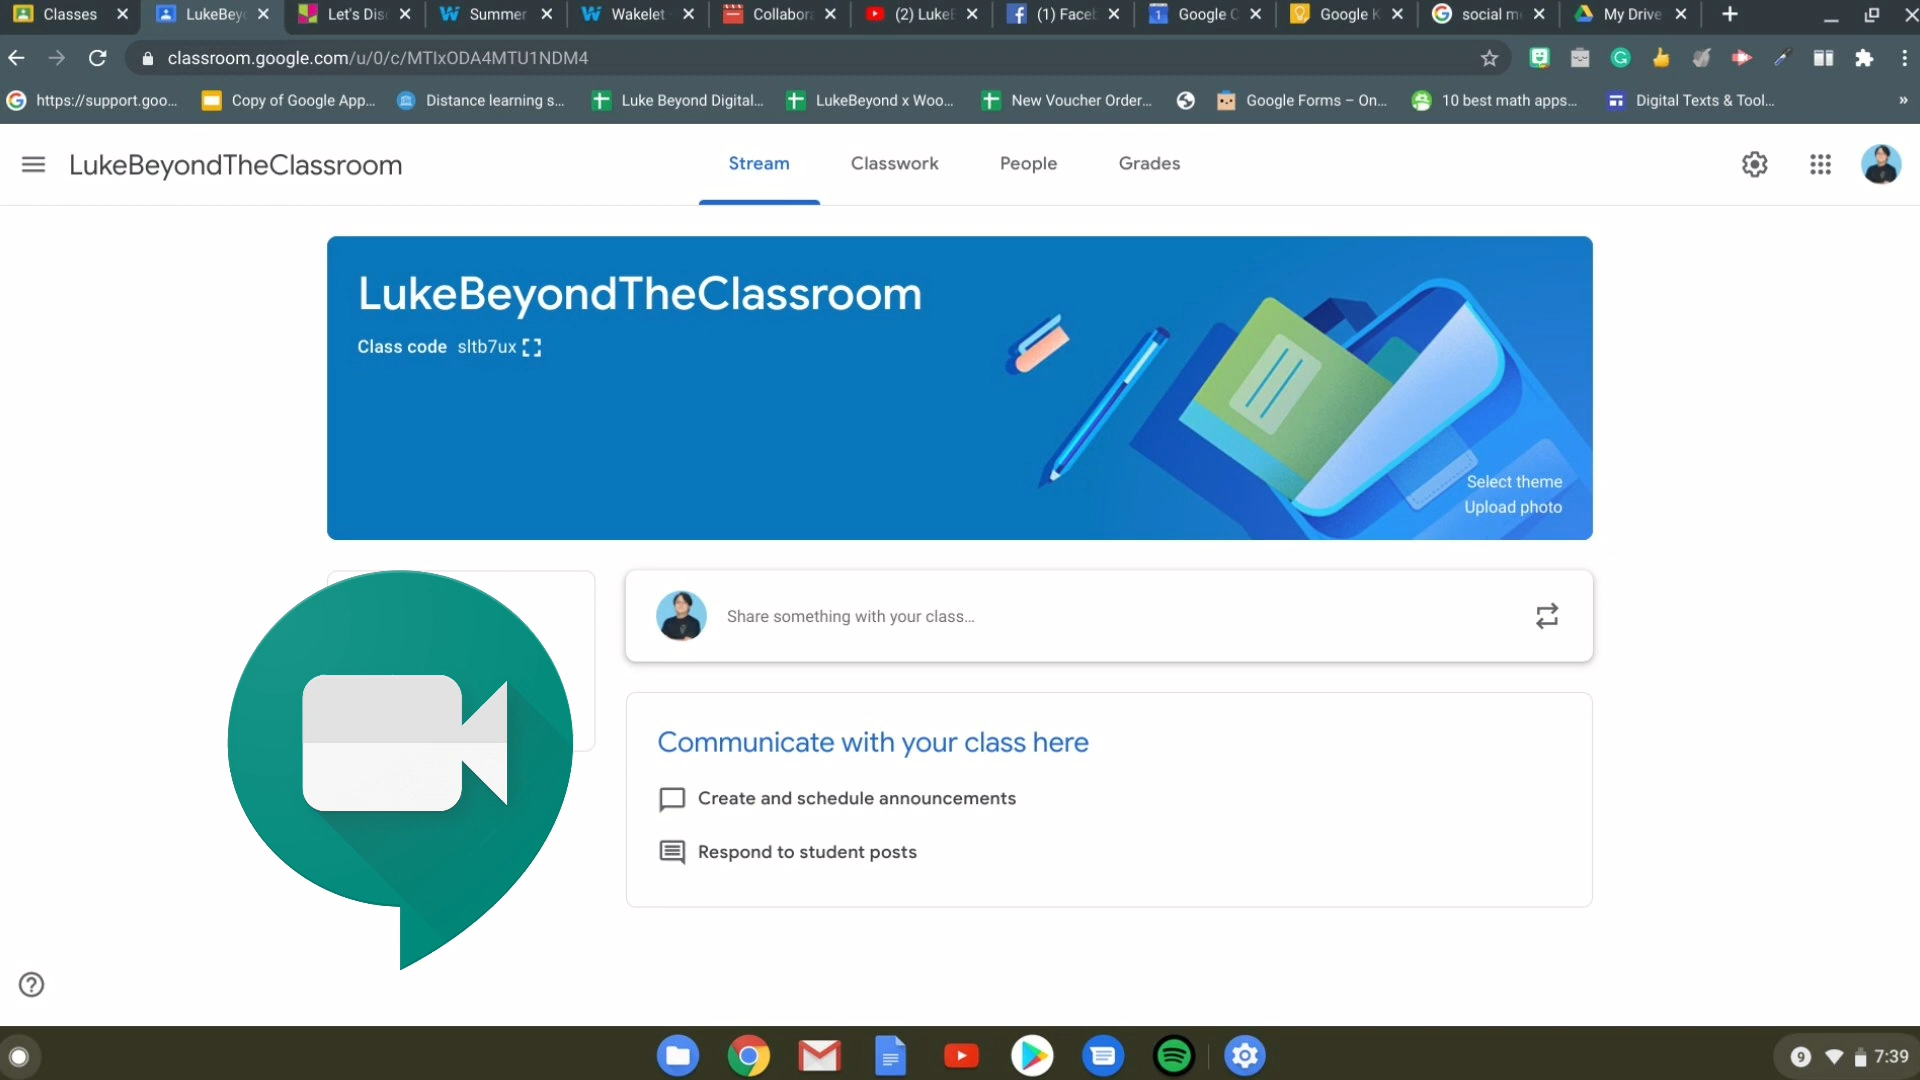 Classes
LukeBey
Let's Dis
Summer
Wakelet
Collabora
(2) LukeB
(1) Faceb
Google C
Google K
social m
My Drive
classroom.google.com/u/0/c/MTIxODA4MTU1NDM4
https://support.goo...
Copy of Google App...
Distance learning s...
Luke Beyond Digital...
LukeBeyond x Woo...
New Voucher Order...
Google Forms – On...
10 best math apps...
Digital Texts & Tool...
»
LukeBeyondTheClassroom
Stream
Classwork
People
Grades
LukeBeyondTheClassroom
Class code sltb7ux
Select theme
Upload photo
Share something with your class...
Communicate with your class here
Create and schedule announcements
Respond to student posts
9
7:39